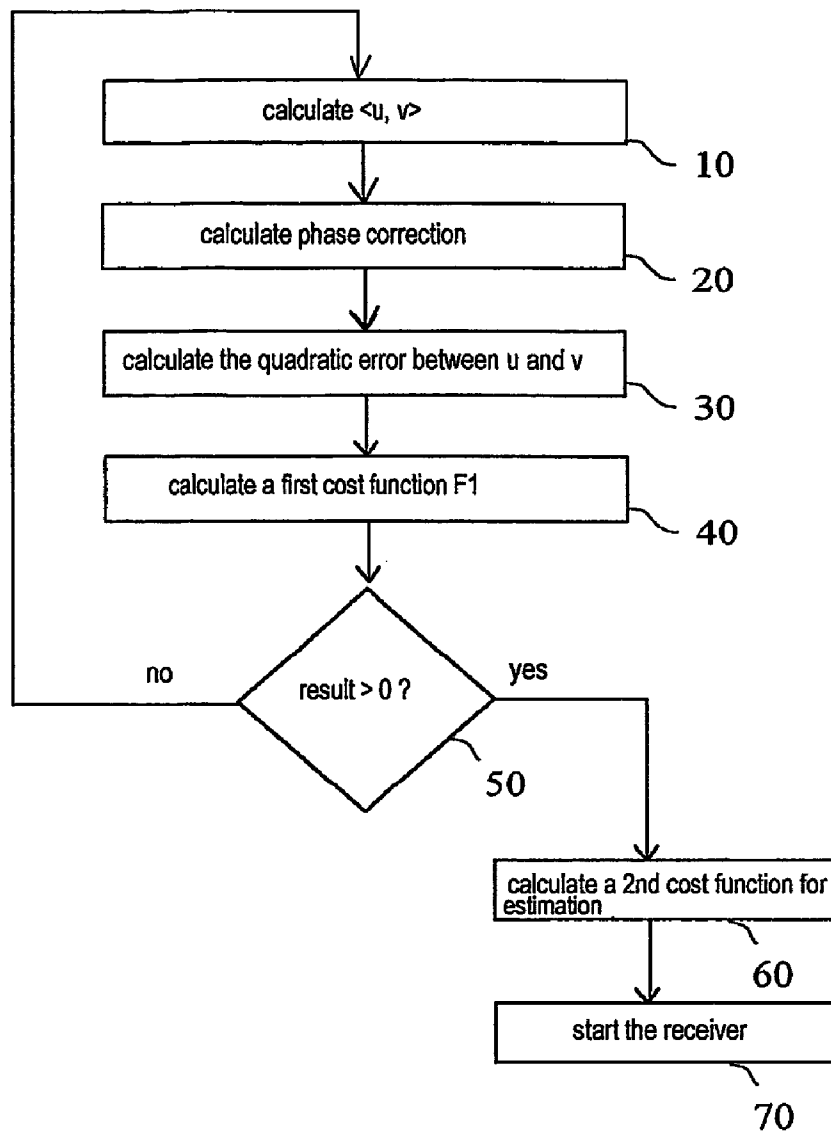 calculate <u, v>
10
calculate phase correction
20
calculate the quadratic error between u and v
30
calculate a first cost function F1
40
no
result > 0 ?
yes
50
calculate a 2nd cost function for
estimation
60
start the receiver
70